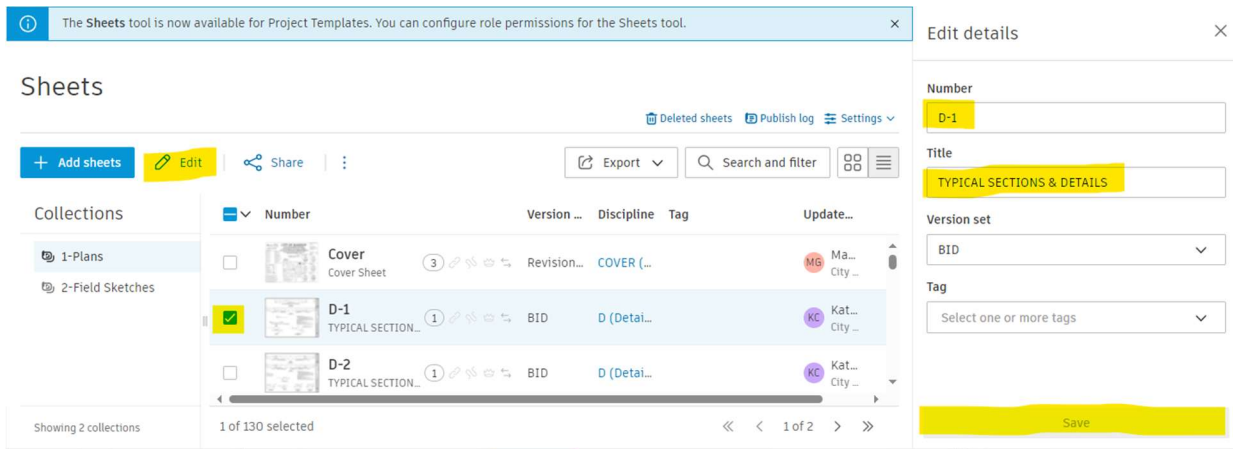 The Sheets tool is now available for Project Templates. You can configure role permissions for the Sheets tool.
Sheets
Deleted sheets Publish log Settings
+ Add sheets Edit Share Export Search and filter
Collections
1-Plans
2-Field Sketches
Showing 2 collections
Number Version ... Discipline Tag Update...
Cover 3 Revision... COVER (... MG Ma...
Cover Sheet City ...
D-1 1 BID D (Detai... KC Kat...
TYPICAL SECTION... City ...
D-2 1 BID D (Detai... KC Kat...
TYPICAL SECTION... City ...
1 of 130 selected 1 of 2
Edit details
Number
D-1
Title
TYPICAL SECTIONS & DETAILS
Version set
BID
Tag
Select one or more tags
Save